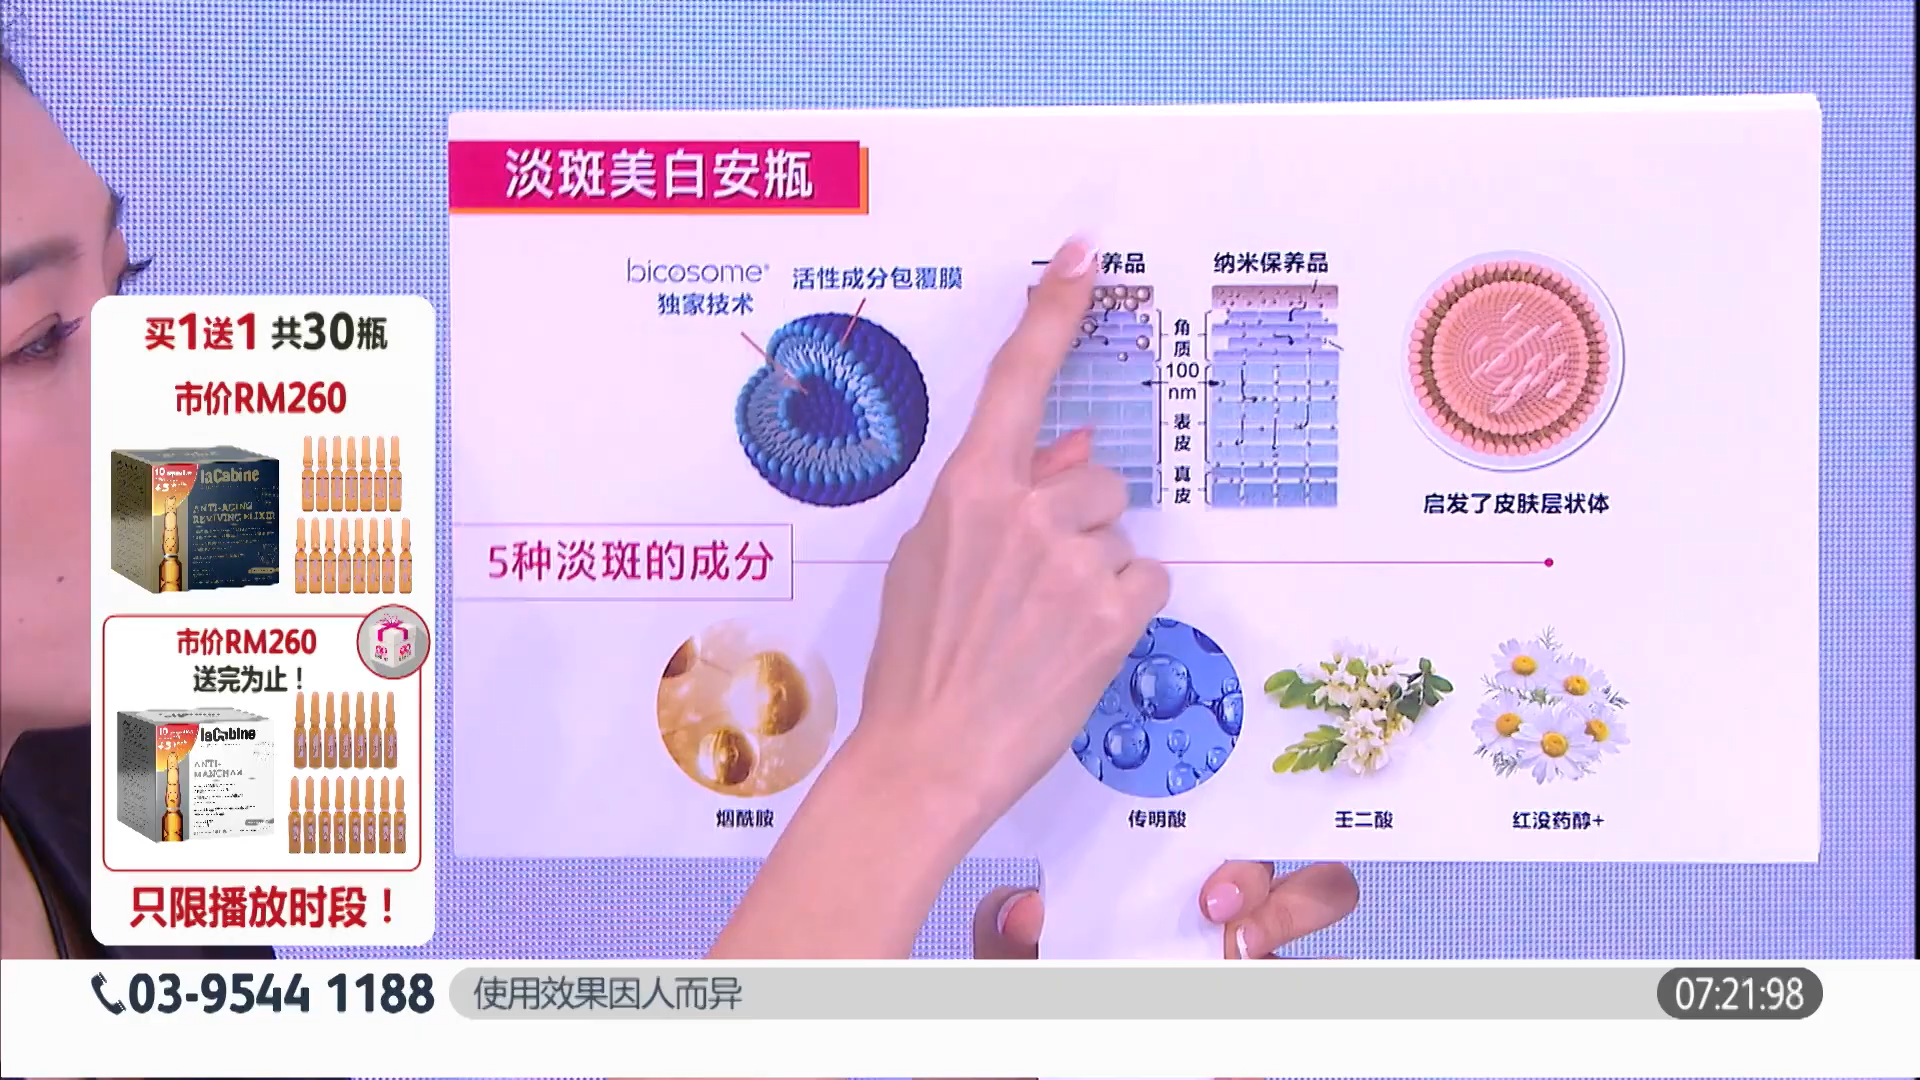 淡斑美白安瓶
bicosome®
独家技术
活性成分包覆膜
一
养品
纳米保养品
角质
100
nm
表皮
真皮
启发了皮肤层状体
5种淡斑的成分
烟酰胺
传明酸
壬二酸
红没药醇+
买1送1 共30瓶
市价RM260
laCabine
ANTI-AGING
REVIVING ELIXIR
市价RM260
送完为止！
laCabine
ANTI-
MANCHAS
只限播放时段！
03-9544 1188
使用效果因人而异
07:21:98